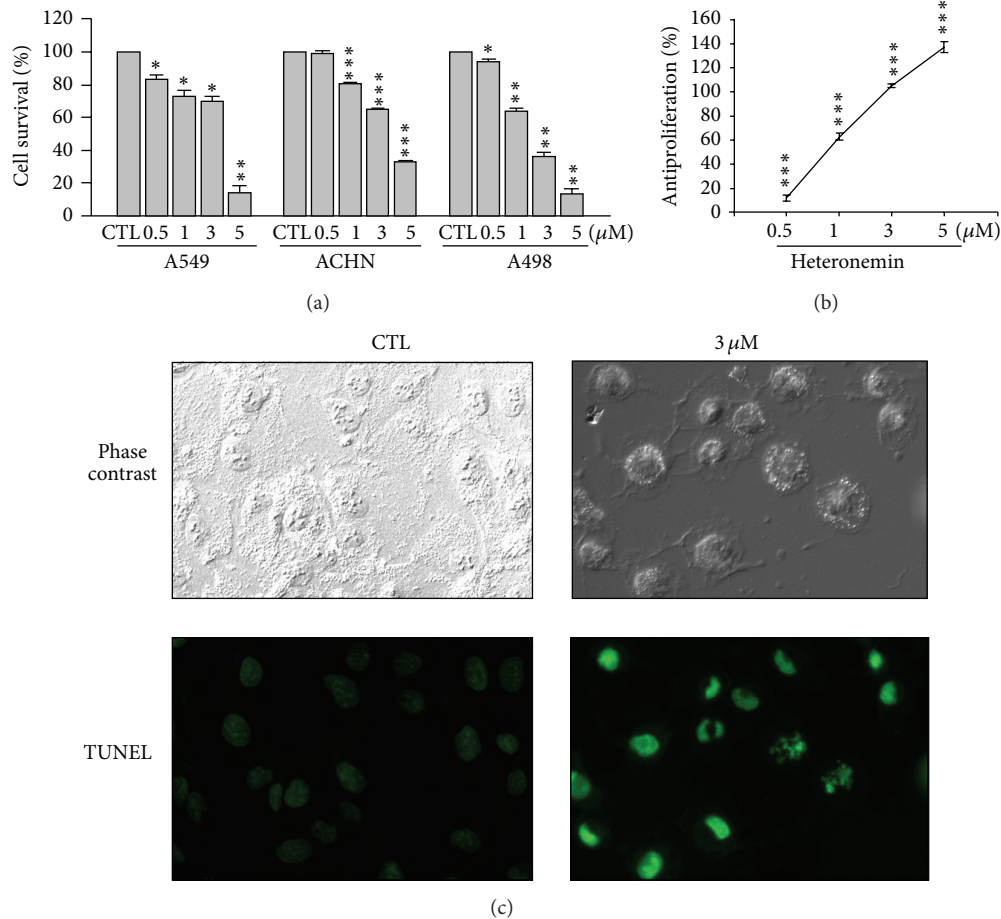 Cell survival (%)
120
100
80
60
40
20
0
*
*
*
**
***
***
***
*
**
**
**
CTL 0.5 1 3 5 CTL 0.5 1 3 5 CTL 0.5 1 3 5 (μM)
A549 ACHN A498
(a)
Antiproliferation (%)
160
140
120
100
80
60
40
20
0
***
***
***
***
0.5 1 3 5 (μM)
Heteronemin
(b)
CTL 3 μM
Phase
contrast
TUNEL
(c)